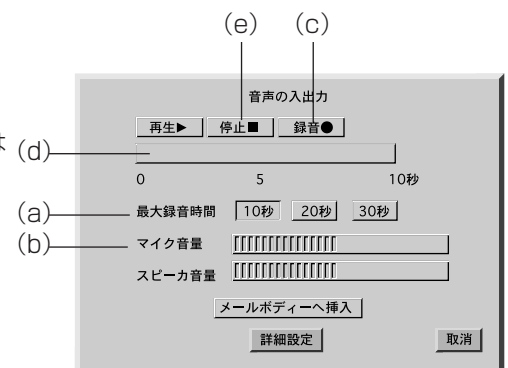 (e) (c)
音声の入出力
再生▶ 停止■ 録音●
(d)
0 5 10秒
(a) 最大録音時間 10秒 20秒 30秒
(b) マイク音量
スピーカ音量
メールボディーへ挿入
詳細設定 取消